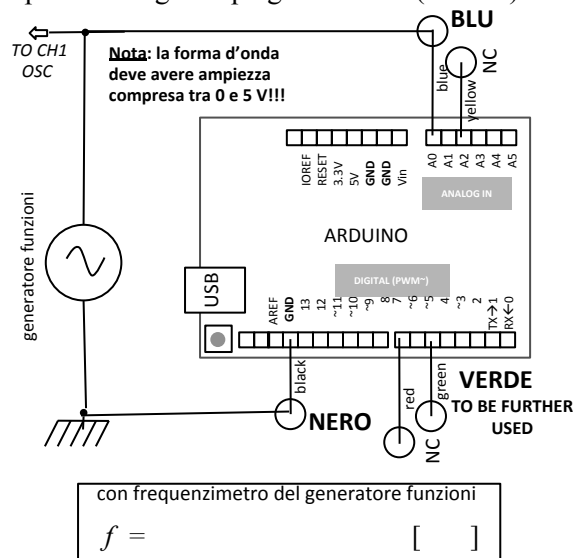 BLU
TO CH1
OSC
Nota: la forma d'onda
deve avere ampiezza
compresa tra 0 e 5 V!!!
NC
blue
yellow
IOREF
RESET
3.3V
5V
GND
GND
Vin
A0
A1
A2
A3
A4
A5
ANALOG IN
generatore funzioni
ARDUINO
USB
DIGITAL (PWM~)
AREF
GND
13
12
~11
~10
~9
8
7
~6
~5
4
~3
2
TX→1
RX←0
black
red
green
NERO
NC
VERDE
TO BE FURTHER
USED
con frequenzimetro del generatore funzioni
f = [ ]